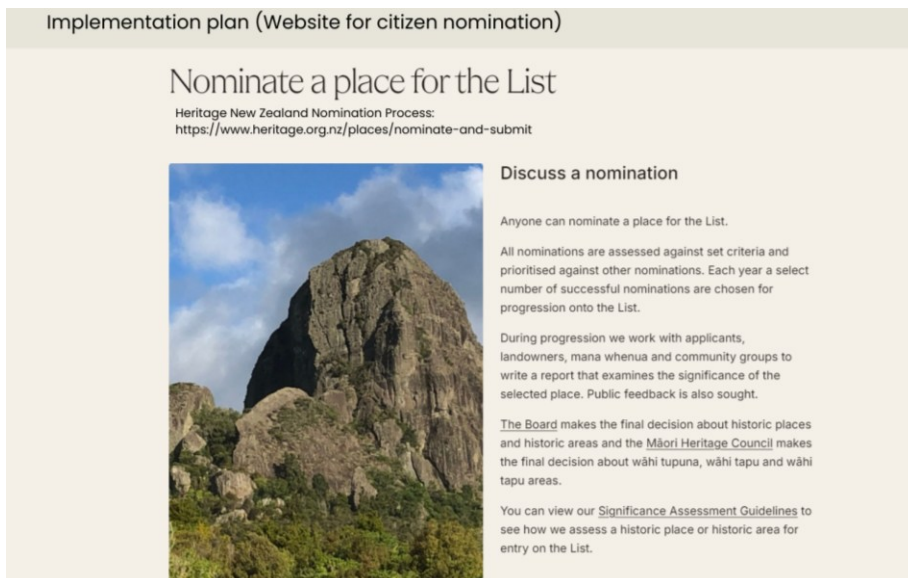 Implementation plan (Website for citizen nomination)
Nominate a place for the List
Heritage New Zealand Nomination Process:
https://www.heritage.org.nz/places/nominate-and-submit
Discuss a nomination
Anyone can nominate a place for the List.
All nominations are assessed against set criteria and
prioritised against other nominations. Each year a select
number of successful nominations are chosen for
progression onto the List.
During progression we work with applicants,
landowners, mana whenua and community groups to
write a report that examines the significance of the
selected place. Public feedback is also sought.
The Board makes the final decision about historic places
and historic areas and the Māori Heritage Council makes
the final decision about wāhi tupuna, wāhi tapu and wāhi
tapu areas.
You can view our Significance Assessment Guidelines to
see how we assess a historic place or historic area for
entry on the List.